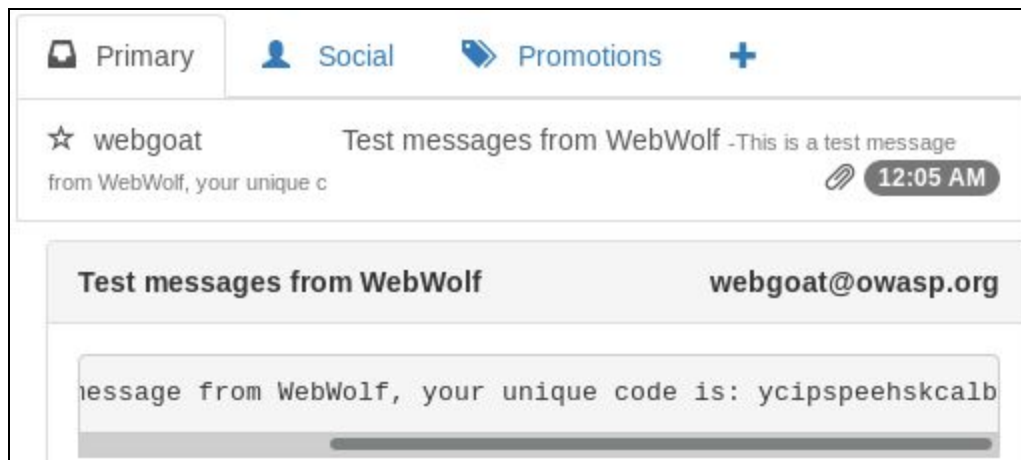 Primary Social Promotions
webgoat Test messages from WebWolf -This is a test message
from WebWolf, your unique c 12:05 AM
Test messages from WebWolf webgoat@owasp.org
essage from WebWolf, your unique code is: ycipspeehskcalb